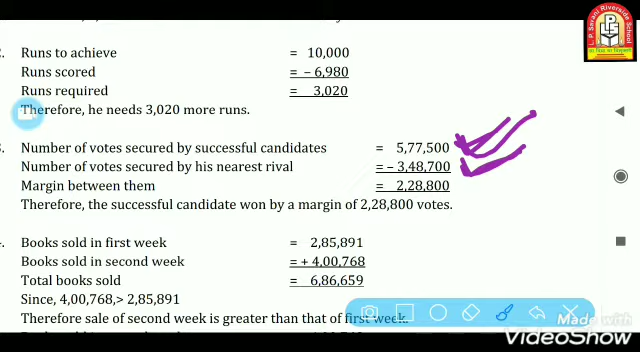 2. Runs to achieve = 10,000
Runs scored = – 6,980
Runs required = 3,020
Therefore, he needs 3,020 more runs.
3. Number of votes secured by successful candidates = 5,77,500
Number of votes secured by his nearest rival = – 3,48,700
Margin between them = 2,28,800
Therefore, the successful candidate won by a margin of 2,28,800 votes.
4. Books sold in first week = 2,85,891
Books sold in second week = + 4,00,768
Total books sold = 6,86,659
Since, 4,00,768,> 2,85,891
Therefore sale of second week is greater than that of first week.
L. P. Savani Riverside School
LPS
Made with
VideoShow